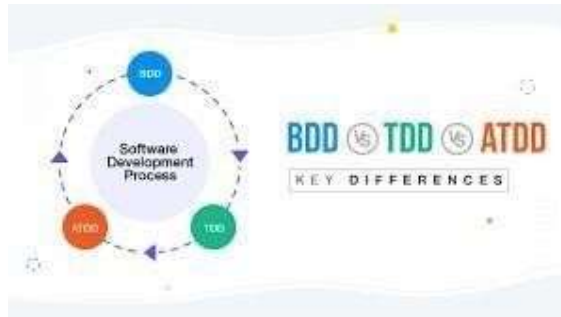 BDD
Software
Development
Process
ATDD
TDD
BDD VS TDD VS ATDD
KEY DIFFERENCES